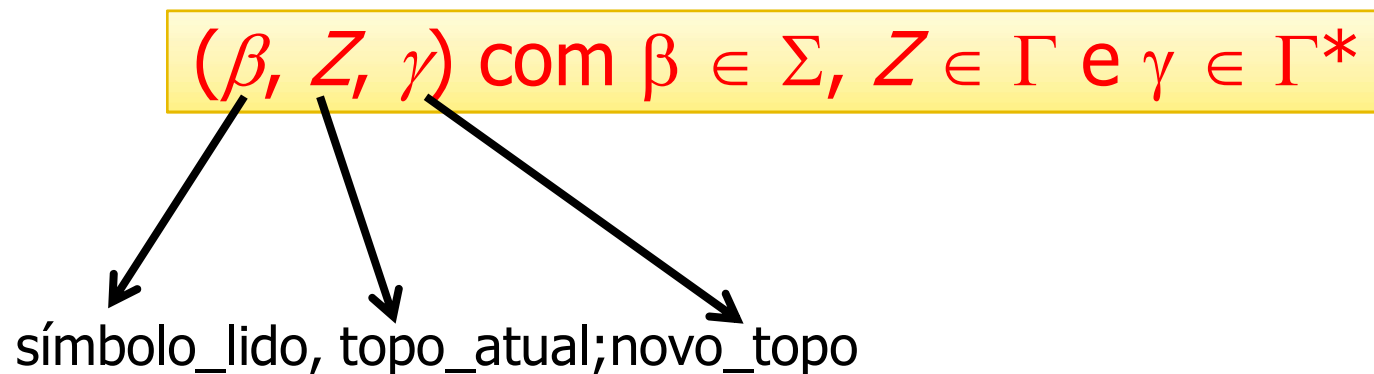 (β, Z, γ) com β ∈ Σ, Z ∈ Γ e γ ∈ Γ*
símbolo_lido, topo_atual;novo_topo